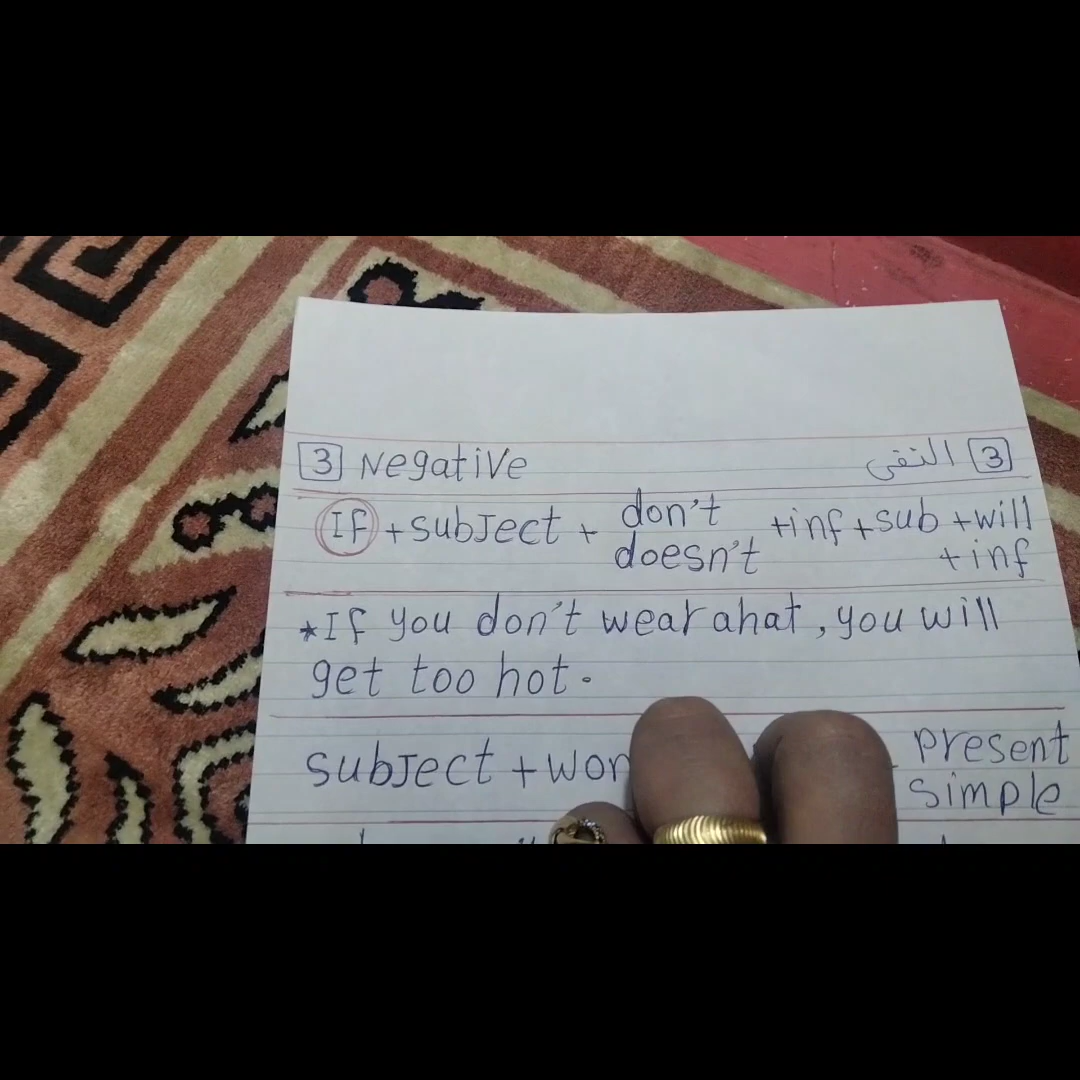 3 Negative 3 النفى
If + subject + don't + inf + sub + will
doesn't + inf
*If you don't wear a hat, you will
get too hot.
subject + present
simple